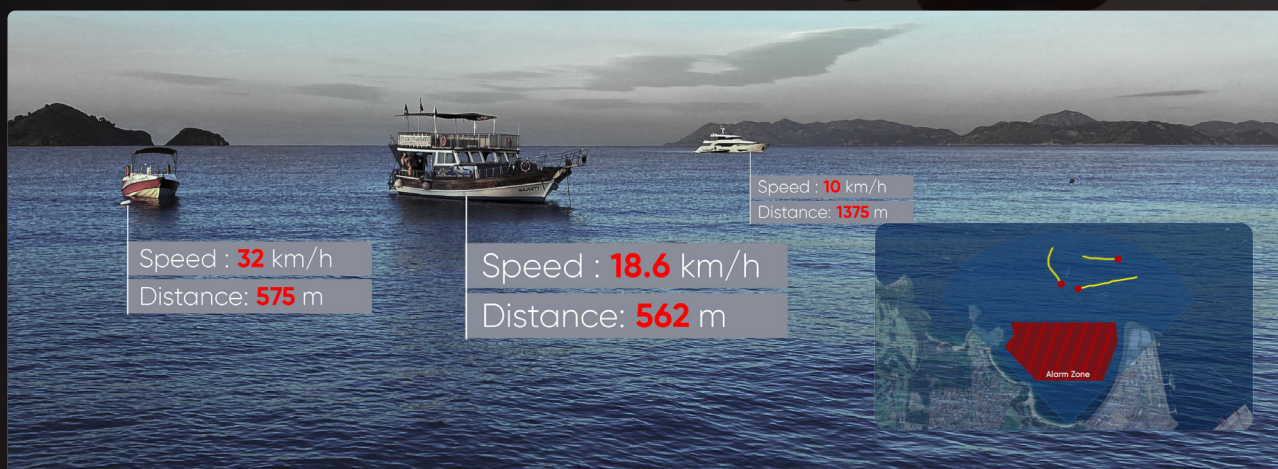 Speed : 10 km/h
Distance: 1375 m
Speed : 32 km/h
Distance: 575 m
Speed : 18.6 km/h
Distance: 562 m
Alarm Zone